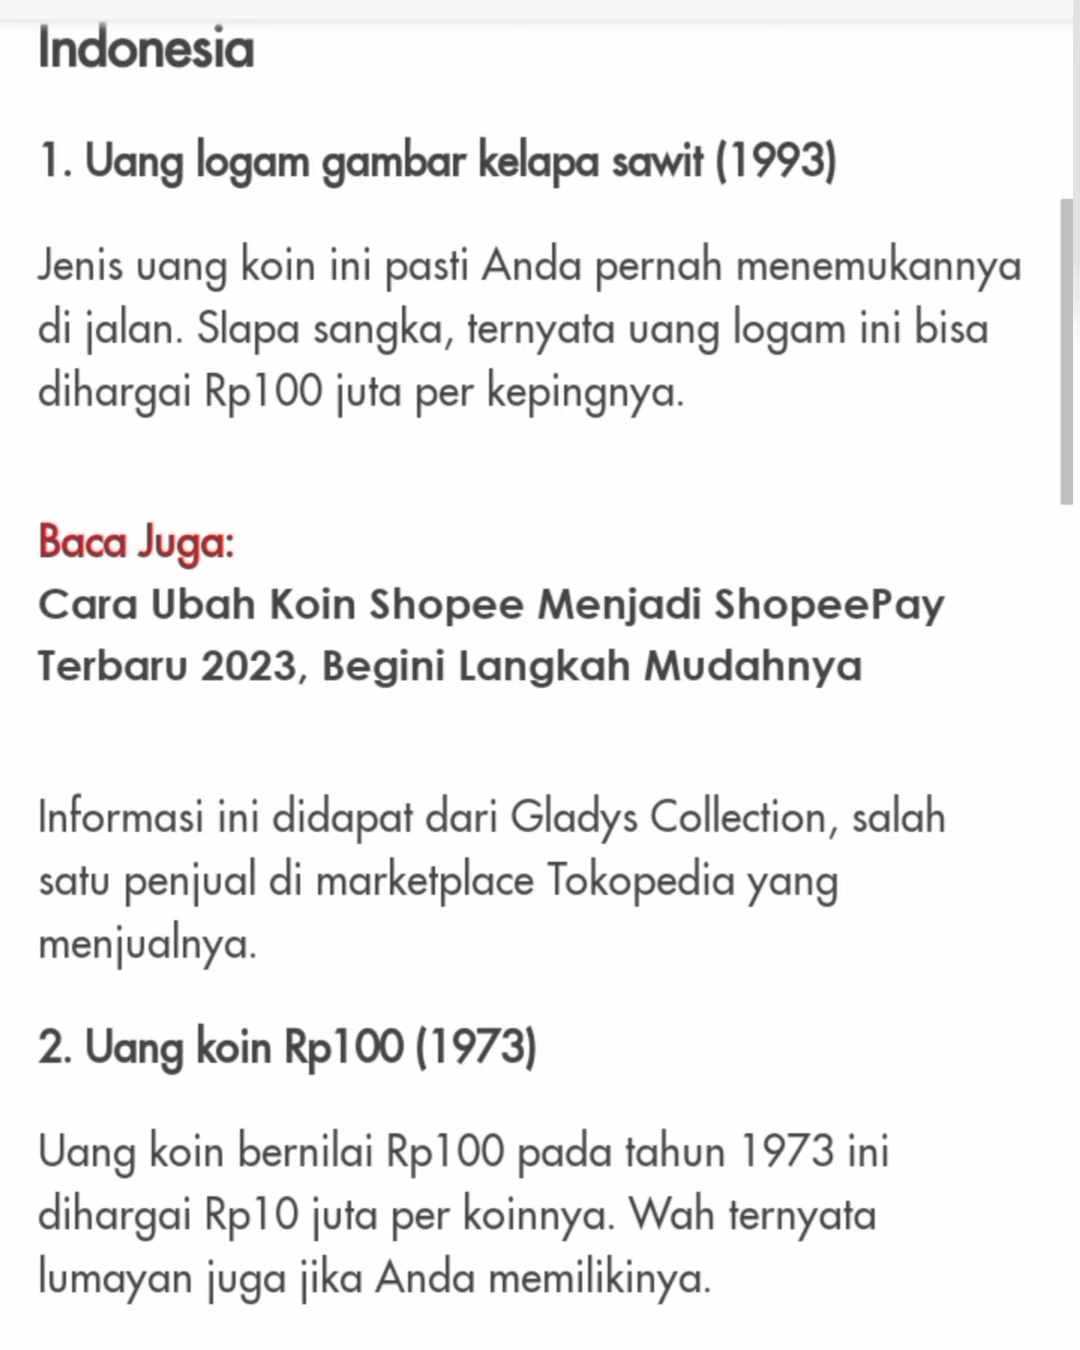 Indonesia
1. Uang logam gambar kelapa sawit (1993)
Jenis uang koin ini pasti Anda pernah menemukannya
di jalan. SIapa sangka, ternyata uang logam ini bisa
dihargai Rp100 juta per kepingnya.
Baca Juga:
Cara Ubah Koin Shopee Menjadi ShopeePay
Terbaru 2023, Begini Langkah Mudahnya
Informasi ini didapat dari Gladys Collection, salah
satu penjual di marketplace Tokopedia yang
menjualnya.
2. Uang koin Rp100 (1973)
Uang koin bernilai Rp100 pada tahun 1973 ini
dihargai Rp10 juta per koinnya. Wah ternyata
lumayan juga jika Anda memilikinya.